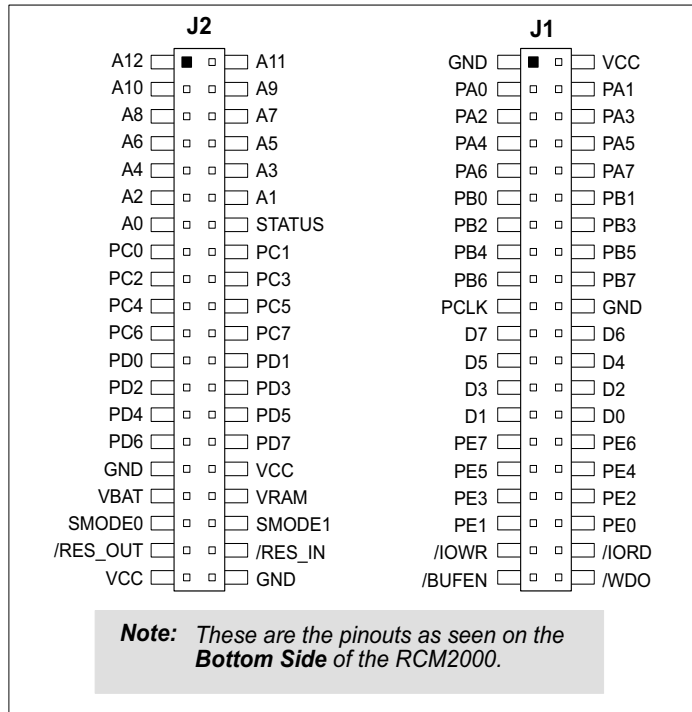 J2 J1
A12 A11 GND VCC
A10 A9 PA0 PA1
A8 A7 PA2 PA3
A6 A5 PA4 PA5
A4 A3 PA6 PA7
A2 A1 PB0 PB1
A0 STATUS PB2 PB3
PC0 PC1 PB4 PB5
PC2 PC3 PB6 PB7
PC4 PC5 PCLK GND
PC6 PC7 D7 D6
PD0 PD1 D5 D4
PD2 PD3 D3 D2
PD4 PD5 D1 D0
PD6 PD7 PE7 PE6
GND VCC PE5 PE4
VBAT VRAM PE3 PE2
SMODE0 SMODE1 PE1 PE0
/RES_OUT /RES_IN /IOWR /IORD
VCC GND /BUFEN /WDO
Note: These are the pinouts as seen on the
Bottom Side of the RCM2000.